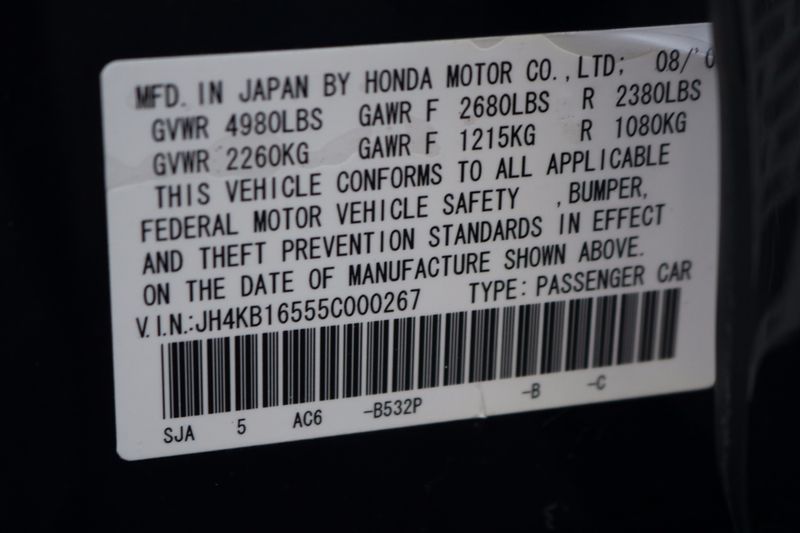 MFD. IN JAPAN BY HONDA MOTOR CO.,LTD; 08/'0
GVWR 4980LBS GAWR F 2680LBS R 2380LBS
GVWR 2260KG GAWR F 1215KG R 1080KG
THIS VEHICLE CONFORMS TO ALL APPLICABLE
FEDERAL MOTOR VEHICLE SAFETY ,BUMPER,
AND THEFT PREVENTION STANDARDS IN EFFECT
ON THE DATE OF MANUFACTURE SHOWN ABOVE.
V.I.N.:JH4KB16555C000267 TYPE: PASSENGER CAR
SJA 5 AC6 -B532P -B -C